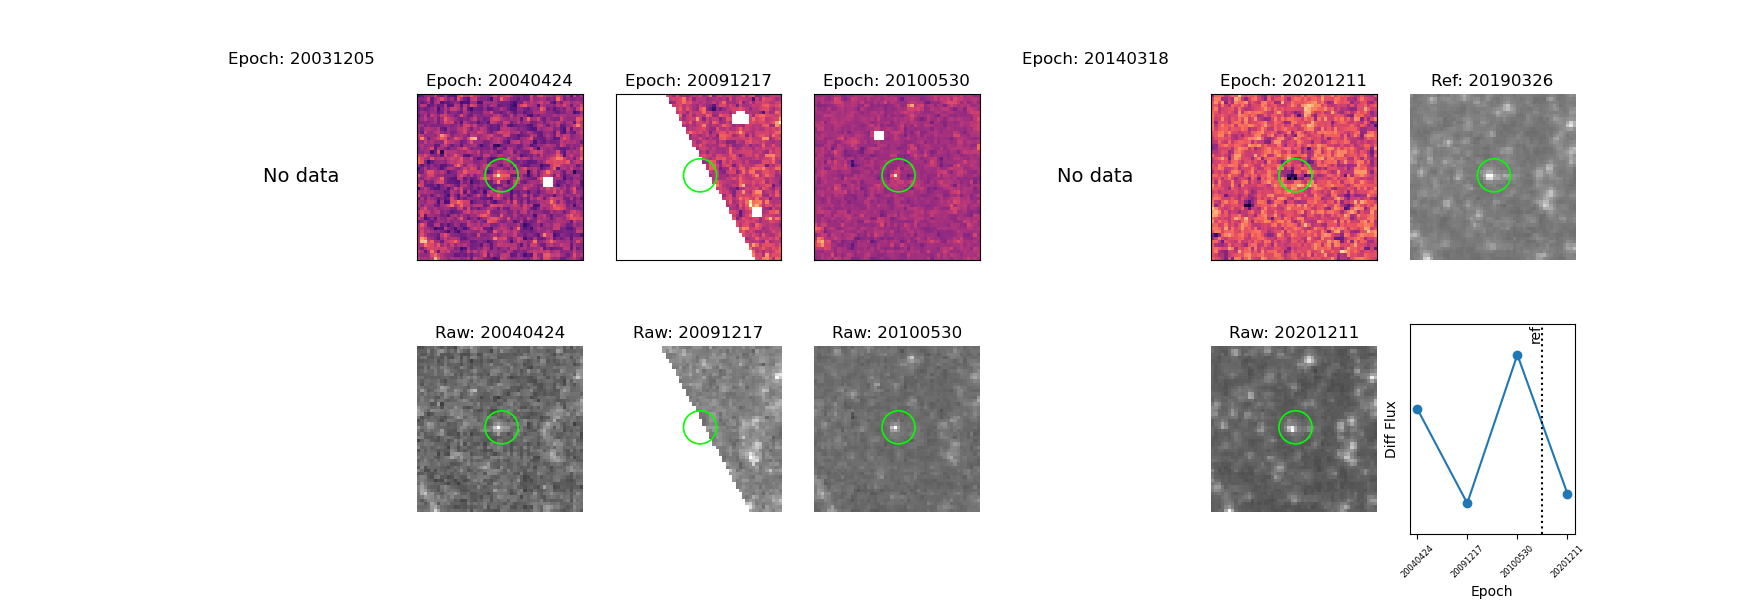 Epoch: 20031205
Epoch: 20140318
Epoch: 20040424
Epoch: 20091217
Epoch: 20100530
Epoch: 20201211
Ref: 20190326
No data
No data
Raw: 20040424
Raw: 20091217
Raw: 20100530
Raw: 20201211
ref
Diff Flux
20040424
20091217
20100530
20201211
Epoch